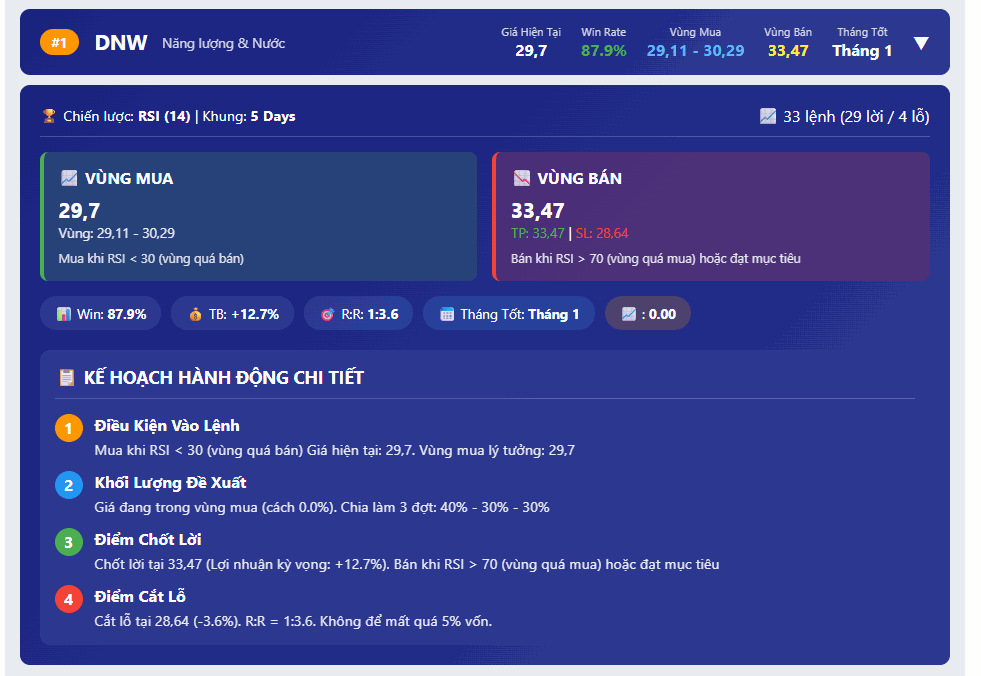 #1 DNW Năng lượng & Nước
Giá Hiện Tại Win Rate Vùng Mua Vùng Bán Tháng Tốt
29,7 87.9% 29,11 - 30,29 33,47 Tháng 1 ▼
Chiến lược: RSI (14) | Khung: 5 Days
33 lệnh (29 lời / 4 lỗ)
VÙNG MUA
29,7
Vùng: 29,11 - 30,29
Mua khi RSI < 30 (vùng quá bán)
VÙNG BÁN
33,47
TP: 33,47 | SL: 28,64
Bán khi RSI > 70 (vùng quá mua) hoặc đạt mục tiêu
Win: 87.9% TB: +12.7% R:R: 1:3.6 Tháng Tốt: Tháng 1 : 0.00
KẾ HOẠCH HÀNH ĐỘNG CHI TIẾT
1 Điều Kiện Vào Lệnh
Mua khi RSI < 30 (vùng quá bán) Giá hiện tại: 29,7. Vùng mua lý tưởng: 29,7
2 Khối Lượng Đề Xuất
Giá đang trong vùng mua (cách 0.0%). Chia làm 3 đợt: 40% - 30% - 30%
3 Điểm Chốt Lời
Chốt lời tại 33,47 (Lợi nhuận kỳ vọng: +12.7%). Bán khi RSI > 70 (vùng quá mua) hoặc đạt mục tiêu
4 Điểm Cắt Lỗ
Cắt lỗ tại 28,64 (-3.6%). R:R = 1:3.6. Không để mất quá 5% vốn.